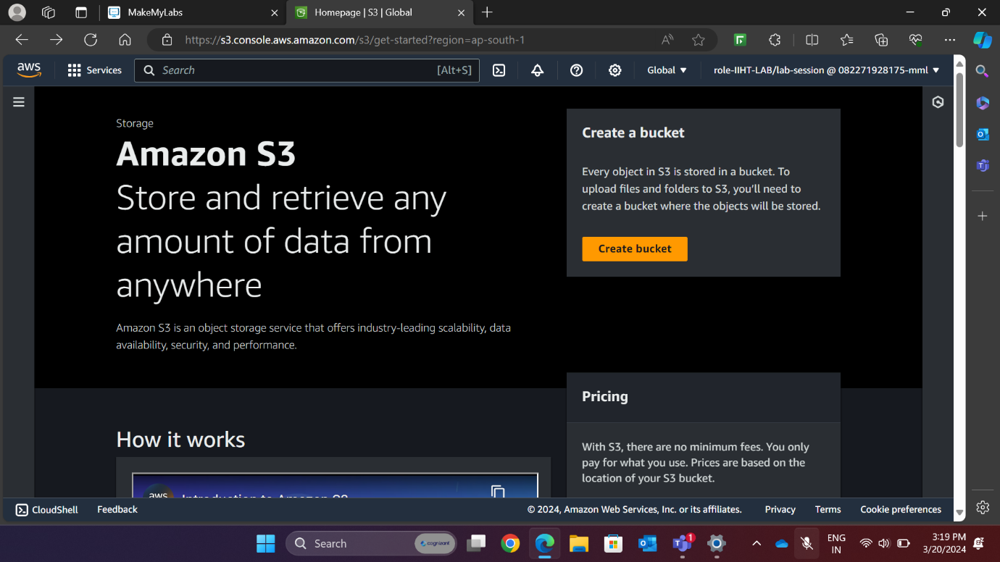 MakeMyLabs
Homepage | S3 | Global
https://s3.console.aws.amazon.com/s3/get-started?region=ap-south-1
aws
Services
Search
[Alt+S]
Global
role-IIHT-LAB/lab-session @ 082271928175-mml
Storage
Amazon S3
Store and retrieve any
amount of data from
anywhere
Amazon S3 is an object storage service that offers industry-leading scalability, data
availability, security, and performance.
Create a bucket
Every object in S3 is stored in a bucket. To
upload files and folders to S3, you'll need to
create a bucket where the objects will be stored.
Create bucket
Pricing
With S3, there are no minimum fees. You only
pay for what you use. Prices are based on the
location of your S3 bucket.
How it works
aws
Introduction to Amazon S3
CloudShell
Feedback
© 2024, Amazon Web Services, Inc. or its affiliates.
Privacy
Terms
Cookie preferences
Search
cognizant
1
ENG
IN
3:19 PM
3/20/2024